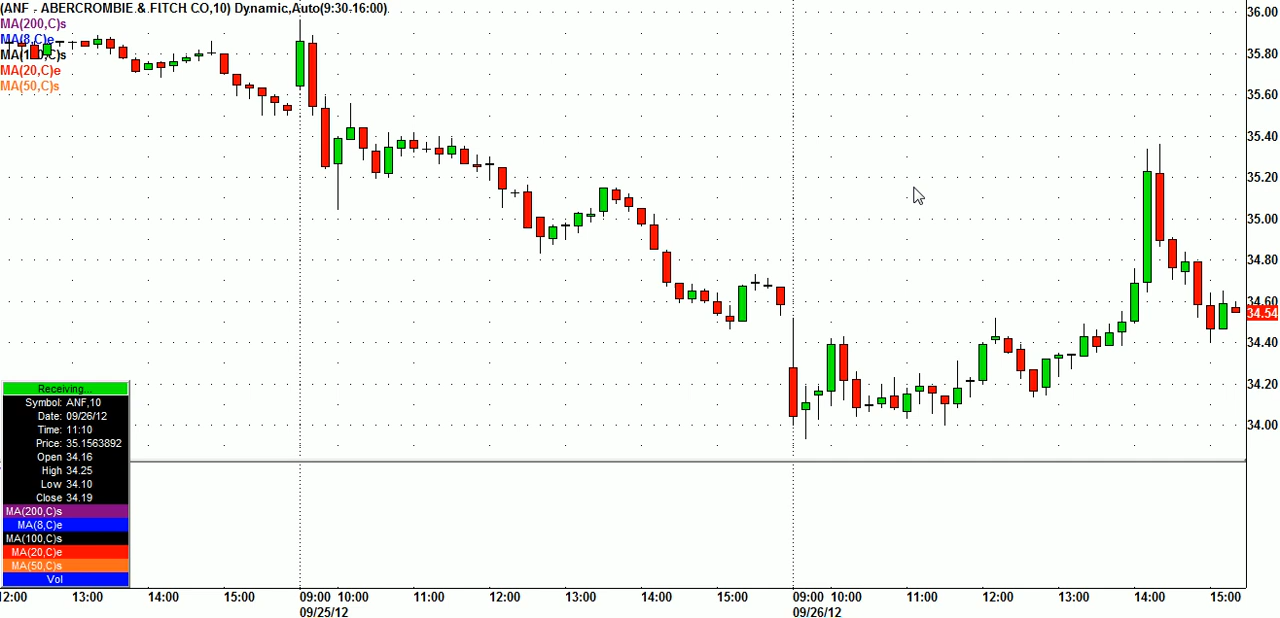 (ANF - ABERCROMBIE & FITCH CO,10) Dynamic,Auto(9:30-16:00)
MA(200,C)s
MA(8,C)e
MA(100,C)s
MA(20,C)e
MA(50,C)s
36.00
35.80
35.60
35.40
35.20
35.00
34.80
34.60
34.54
34.40
34.20
34.00
Receiving...
Symbol: ANF,10
Date: 09/26/12
Time: 11:10
Price: 35.1563892
Open 34.16
High 34.25
Low 34.10
Close 34.19
MA(200,C)s
MA(8,C)e
MA(100,C)s
MA(20,C)e
MA(50,C)s
Vol
12:00 13:00 14:00 15:00 09:00 10:00 11:00 12:00 13:00 14:00 15:00 09:00 10:00 11:00 12:00 13:00 14:00 15:00
09/25/12 09/26/12